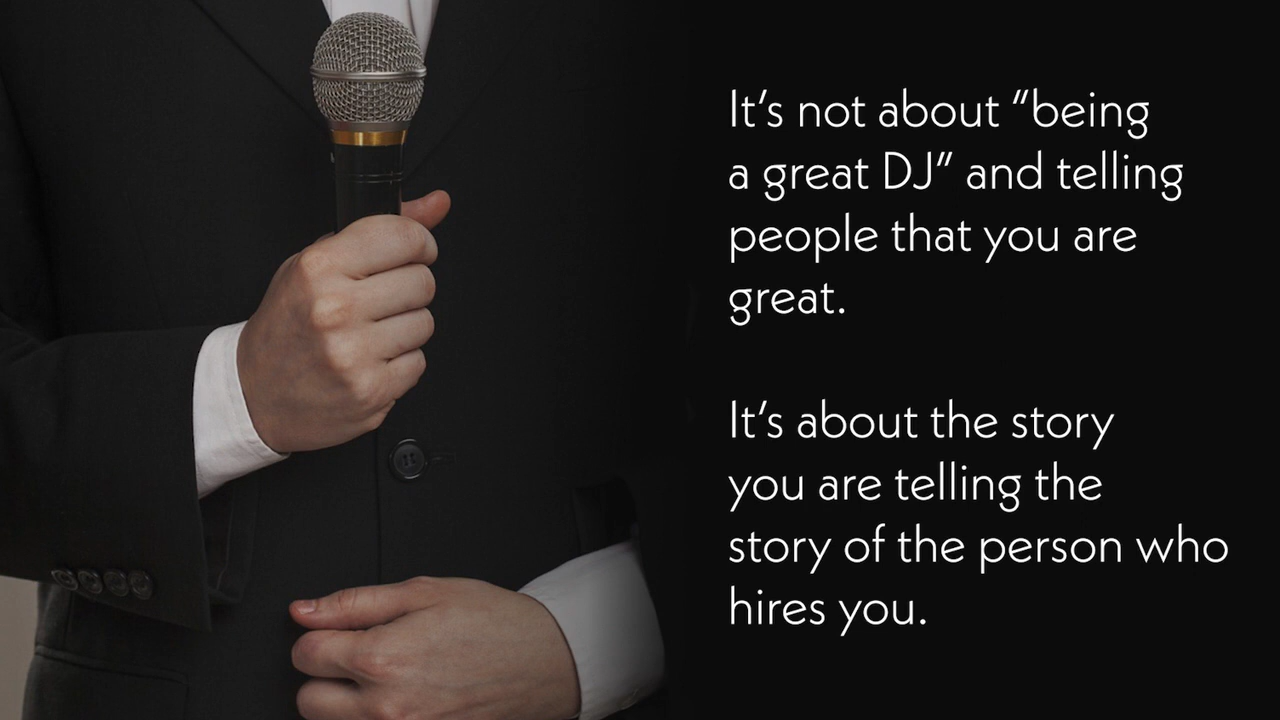 It's not about "being
a great DJ" and telling
people that you are
great.
It's about the story
you are telling the
story of the person who
hires you.